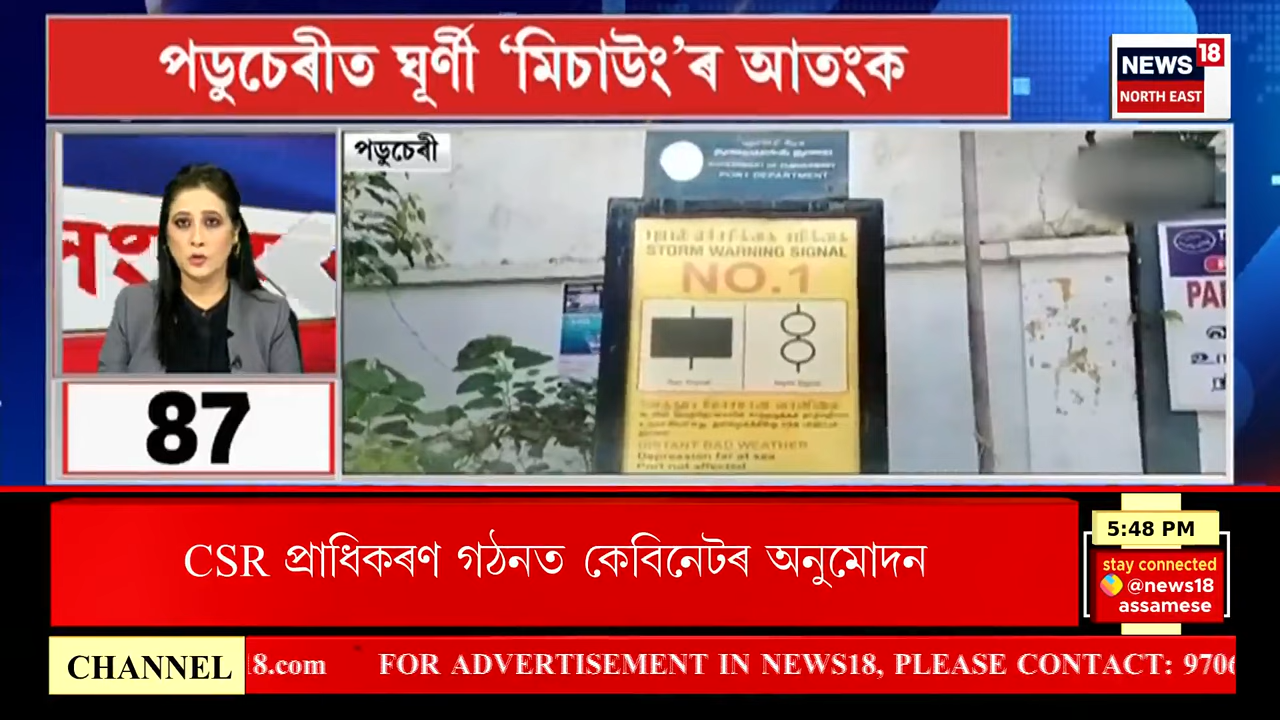 পডুচেৰীত ঘূৰ্ণী ‘মিচাউং’ৰ আতংক
NEWS 18
NORTH EAST
পডুচেৰী
PORT DEPARTMENT
STORM WARNING SIGNAL
NO.1
DISTANT BAD WEATHER
Depression far at sea
Port not affected
87
CSR প্ৰাধিকৰণ গঠনত কেবিনেটৰ অনুমোদন
5:48 PM
stay connected
@news18
assamese
CHANNEL
18.com FOR ADVERTISEMENT IN NEWS18, PLEASE CONTACT: 9706